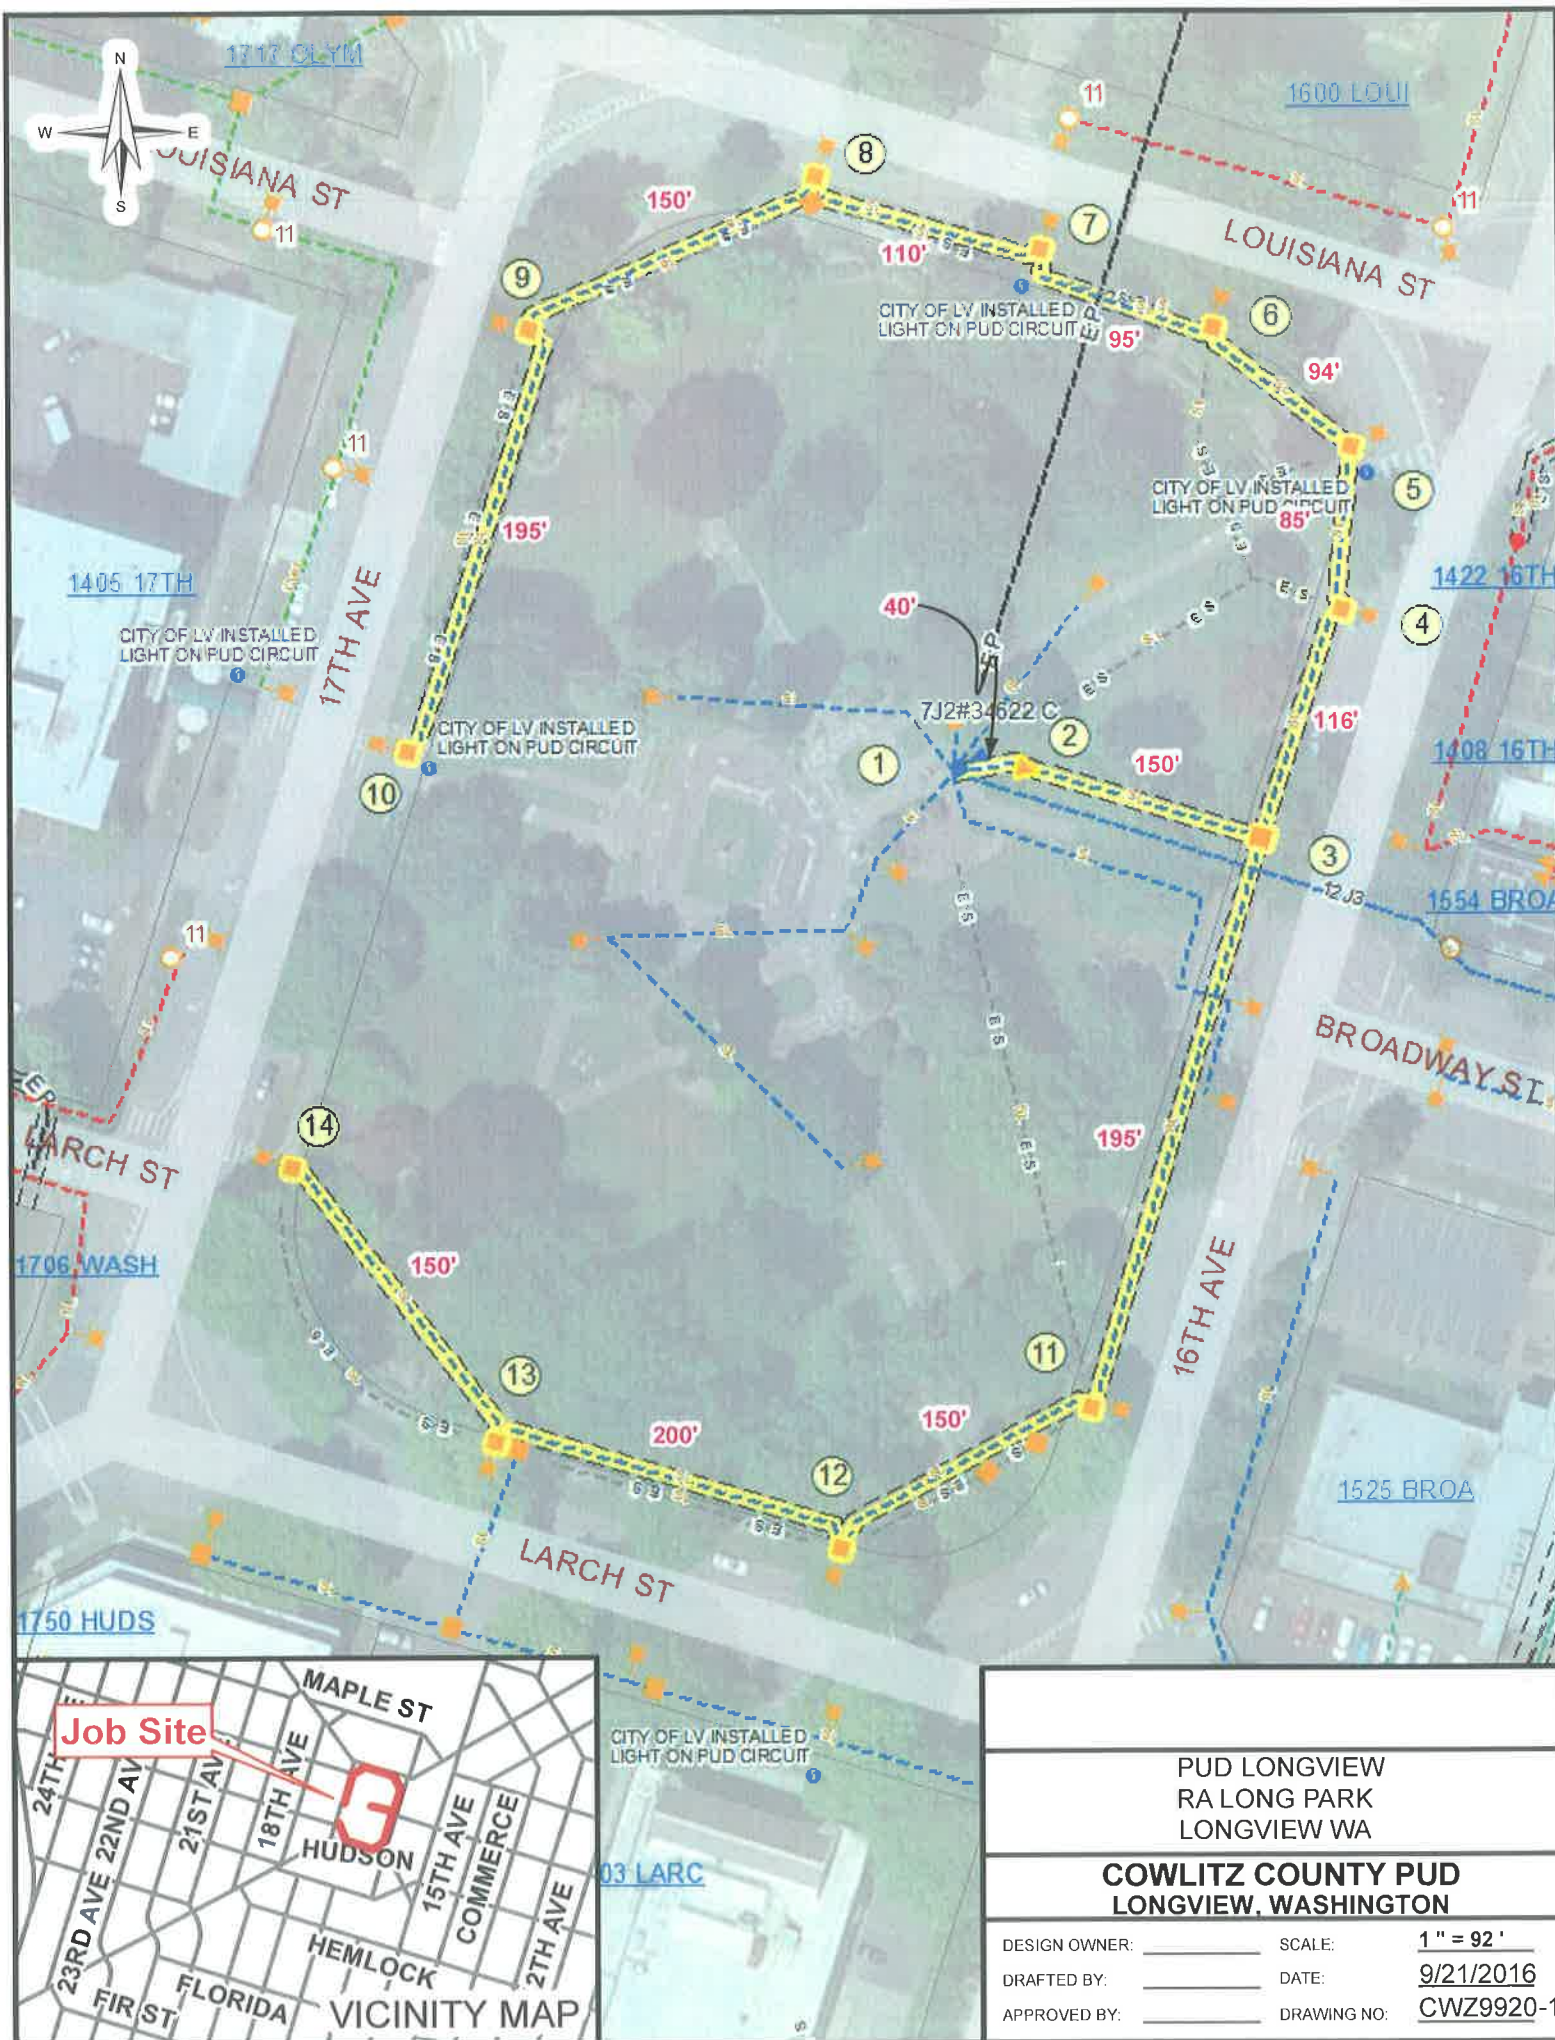 1717 OLYM
N
W
E
S
LOUISIANA ST
11
1600 LOUI
11
11
8
150'
7
LOUISIANA ST
110'
9
CITY OF LV INSTALLED
LIGHT ON PUD CIRCUIT
EP
6
95'
94'
11
5
CITY OF LV INSTALLED
LIGHT ON PUD CIRCUIT
85'
195'
1405 17TH
17TH AVE
CITY OF LV INSTALLED
LIGHT ON PUD CIRCUIT
40'
EP
1422 16TH
4
7J2#34622 C
116'
CITY OF LV INSTALLED
LIGHT ON PUD CIRCUIT
1
2
150'
1408 16TH
10
3
12J3
1554 BROA
11
BROADWAY ST
EP
LARCH ST
14
195'
1706 WASH
150'
16TH AVE
11
13
200'
150'
12
1525 BROA
LARCH ST
1750 HUDS
CITY OF LV INSTALLED
LIGHT ON PUD CIRCUIT
03 LARC
Job Site
MAPLE ST
24TH
23RD AVE
22ND AV
21ST AV
18TH AVE
HUDSON
15TH AVE
COMMERCE
2TH AVE
HEMLOCK
FLORIDA
FIR ST
VICINITY MAP
PUD LONGVIEW
RA LONG PARK
LONGVIEW WA
COWLITZ COUNTY PUD
LONGVIEW, WASHINGTON
DESIGN OWNER:
SCALE: 1 " = 92 '
DRAFTED BY:
DATE: 9/21/2016
APPROVED BY:
DRAWING NO: CWZ9920-1